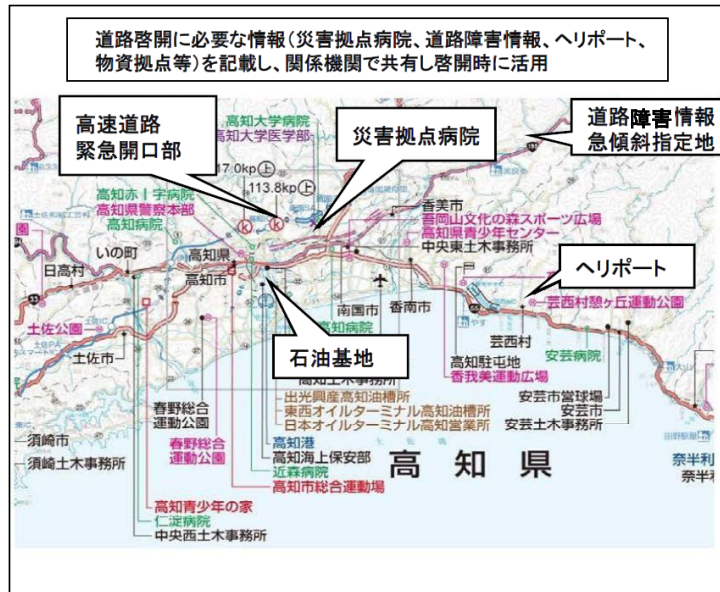 道路啓開に必要な情報(災害拠点病院、道路障害情報、ヘリポート、
物資拠点等)を記載し、関係機関で共有し啓開時に活用
高速道路
緊急開口部
高知大学病院
高知大学医学部
災害拠点病院
道路障害情報
急傾斜指定地
17.0kp上
113.8kp上
高知赤十字病院
高知県警察本部
高知病院
園
香美市
吾岡山文化の森スポーツ広場
高知県青少年センター
中央東土木事務所
いの町
日高村
高知県
高知市
ヘリポート
南国市
香南市
芸西村憩ヶ丘運動公園
土佐公園
土佐市
石油基地
高知病院
芸西村
高知駐屯地
香我美運動広場
安芸病院
高知土木事務所
出光興産高知油槽所
東西オイルターミナル高知油槽所
日本オイルターミナル高知営業所
春野総合
運動公園
安芸市営球場
安芸市
安芸土木事務所
須崎市
須崎土木事務所
春野総合
運動公園
高知港
高知海上保安部
近森病院
高知市総合運動場
高知県
奈半利
奈半利
高知青少年の家
仁淀病院
中央西土木事務所